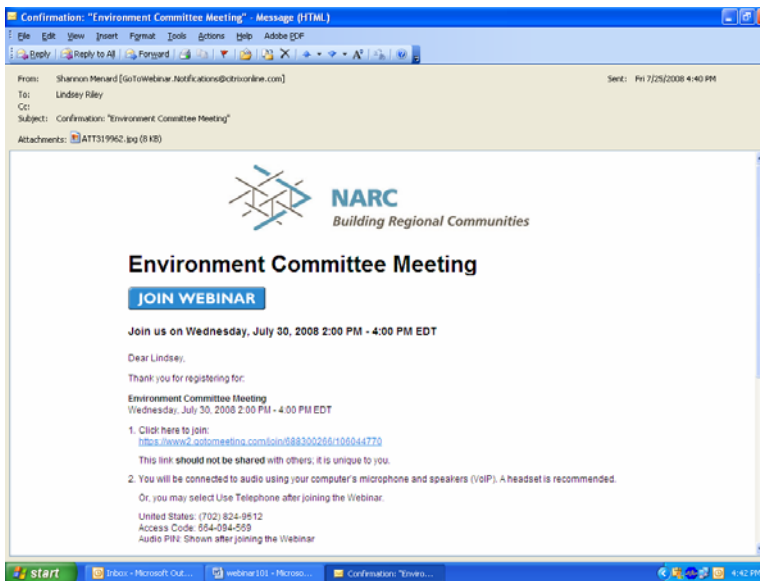 Confirmation: "Environment Committee Meeting" - Message (HTML)
File Edit View Insert Format Tools Actions Help Adobe PDF
Reply Reply to All Forward
From: Shannon Menard [GoToWebinar.Notifications@citrixonline.com] Sent: Fri 7/25/2008 4:40 PM
To: Lindsey Riley
Cc:
Subject: Confirmation: "Environment Committee Meeting"
Attachments: ATT319962.jpg (8 KB)
NARC
Building Regional Communities
Environment Committee Meeting
JOIN WEBINAR
Join us on Wednesday, July 30, 2008 2:00 PM - 4:00 PM EDT
Dear Lindsey,
Thank you for registering for:
Environment Committee Meeting
Wednesday, July 30, 2008 2:00 PM - 4:00 PM EDT
1. Click here to join:
https://www2.gotomeeting.com/join/688300266/106044770
This link should not be shared with others; it is unique to you.
2. You will be connected to audio using your computer's microphone and speakers (VoIP). A headset is recommended.
Or, you may select Use Telephone after joining the Webinar.
United States: (702) 824-9512
Access Code: 664-094-569
Audio PIN: Shown after joining the Webinar
start Inbox - Microsoft Out... webinar101 - Microso... Confirmation: "Enviro... 4:42 PM